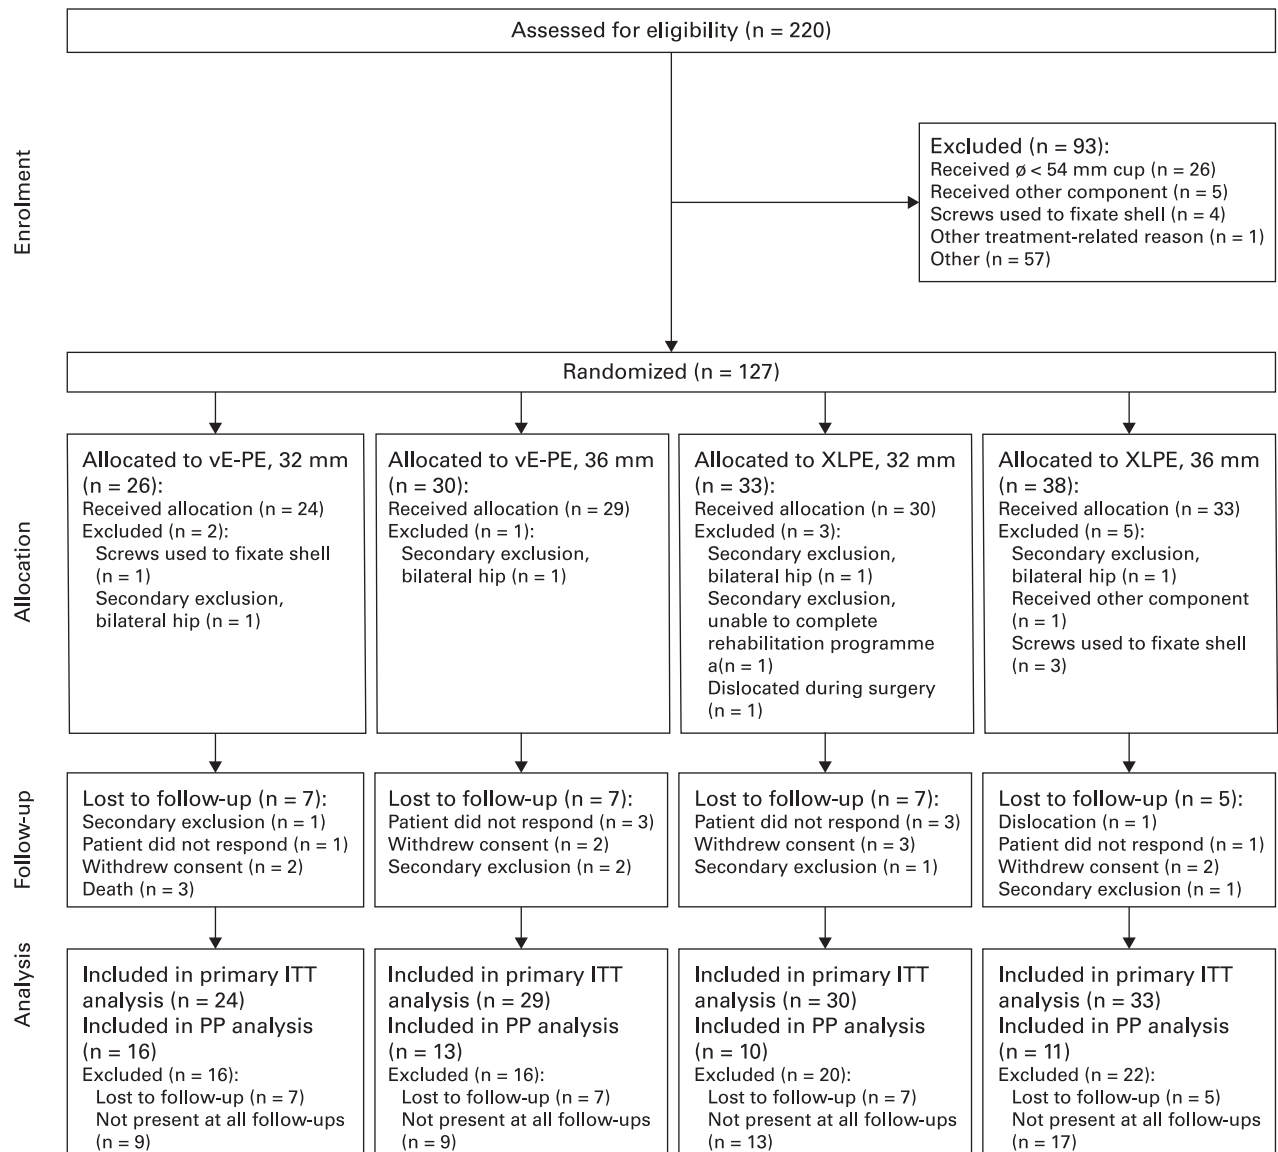 Assessed for eligibility (n = 220)
Enrolment
Excluded (n = 93):
Received ø < 54 mm cup (n = 26)
Received other component (n = 5)
Screws used to fixate shell (n = 4)
Other treatment-related reason (n = 1)
Other (n = 57)
Randomized (n = 127)
Allocation
Allocated to vE-PE, 32 mm
(n = 26):
Received allocation (n = 24)
Excluded (n = 2):
Screws used to fixate shell
(n = 1)
Secondary exclusion,
bilateral hip (n = 1)
Allocated to vE-PE, 36 mm
(n = 30):
Received allocation (n = 29)
Excluded (n = 1):
Secondary exclusion,
bilateral hip (n = 1)
Allocated to XLPE, 32 mm
(n = 33):
Received allocation (n = 30)
Excluded (n = 3):
Secondary exclusion,
bilateral hip (n = 1)
Secondary exclusion,
unable to complete
rehabilitation programme
a(n = 1)
Dislocated during surgery
(n = 1)
Allocated to XLPE, 36 mm
(n = 38):
Received allocation (n = 33)
Excluded (n = 5):
Secondary exclusion,
bilateral hip (n = 1)
Received other component
(n = 1)
Screws used to fixate shell
(n = 3)
Follow-up
Lost to follow-up (n = 7):
Secondary exclusion (n = 1)
Patient did not respond (n = 1)
Withdrew consent (n = 2)
Death (n = 3)
Lost to follow-up (n = 7):
Patient did not respond (n = 3)
Withdrew consent (n = 2)
Secondary exclusion (n = 2)
Lost to follow-up (n = 7):
Patient did not respond (n = 3)
Withdrew consent (n = 3)
Secondary exclusion (n = 1)
Lost to follow-up (n = 5):
Dislocation (n = 1)
Patient did not respond (n = 1)
Withdrew consent (n = 2)
Secondary exclusion (n = 1)
Analysis
Included in primary ITT
analysis (n = 24)
Included in PP analysis
(n = 16)
Excluded (n = 16):
Lost to follow-up (n = 7)
Not present at all follow-ups
(n = 9)
Included in primary ITT
analysis (n = 29)
Included in PP analysis
(n = 13)
Excluded (n = 16):
Lost to follow-up (n = 7)
Not present at all follow-ups
(n = 9)
Included in primary ITT
analysis (n = 30)
Included in PP analysis
(n = 10)
Excluded (n = 20):
Lost to follow-up (n = 7)
Not present at all follow-ups
(n = 13)
Included in primary ITT
analysis (n = 33)
Included in PP analysis
(n = 11)
Excluded (n = 22):
Lost to follow-up (n = 5)
Not present at all follow-ups
(n = 17)